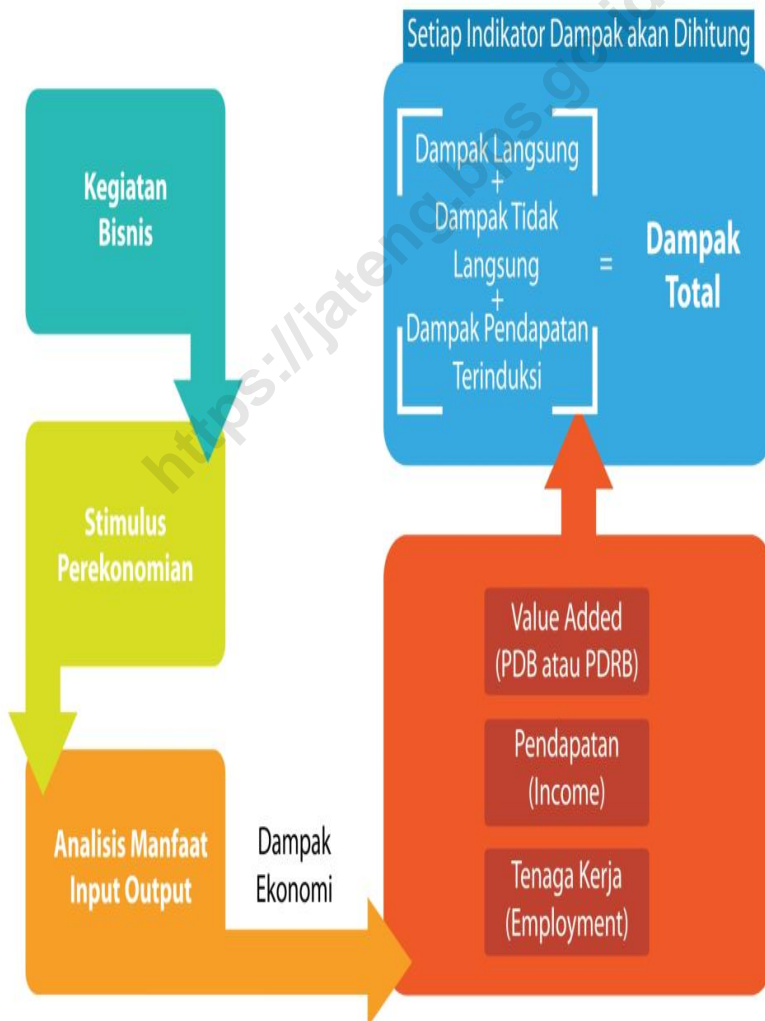 Setiap Indikator Dampak akan Dihitung
Kegiatan
Bisnis
Stimulus
Perekonomian
Analisis Manfaat
Input Output
Dampak
Ekonomi
Value Added
(PDB atau PDRB)
Pendapatan
(Income)
Tenaga Kerja
(Employment)
Dampak Langsung
+
Dampak Tidak
Langsung
+
Dampak Pendapatan
Terinduksi
=
Dampak
Total
https://jateng.bps.go.id